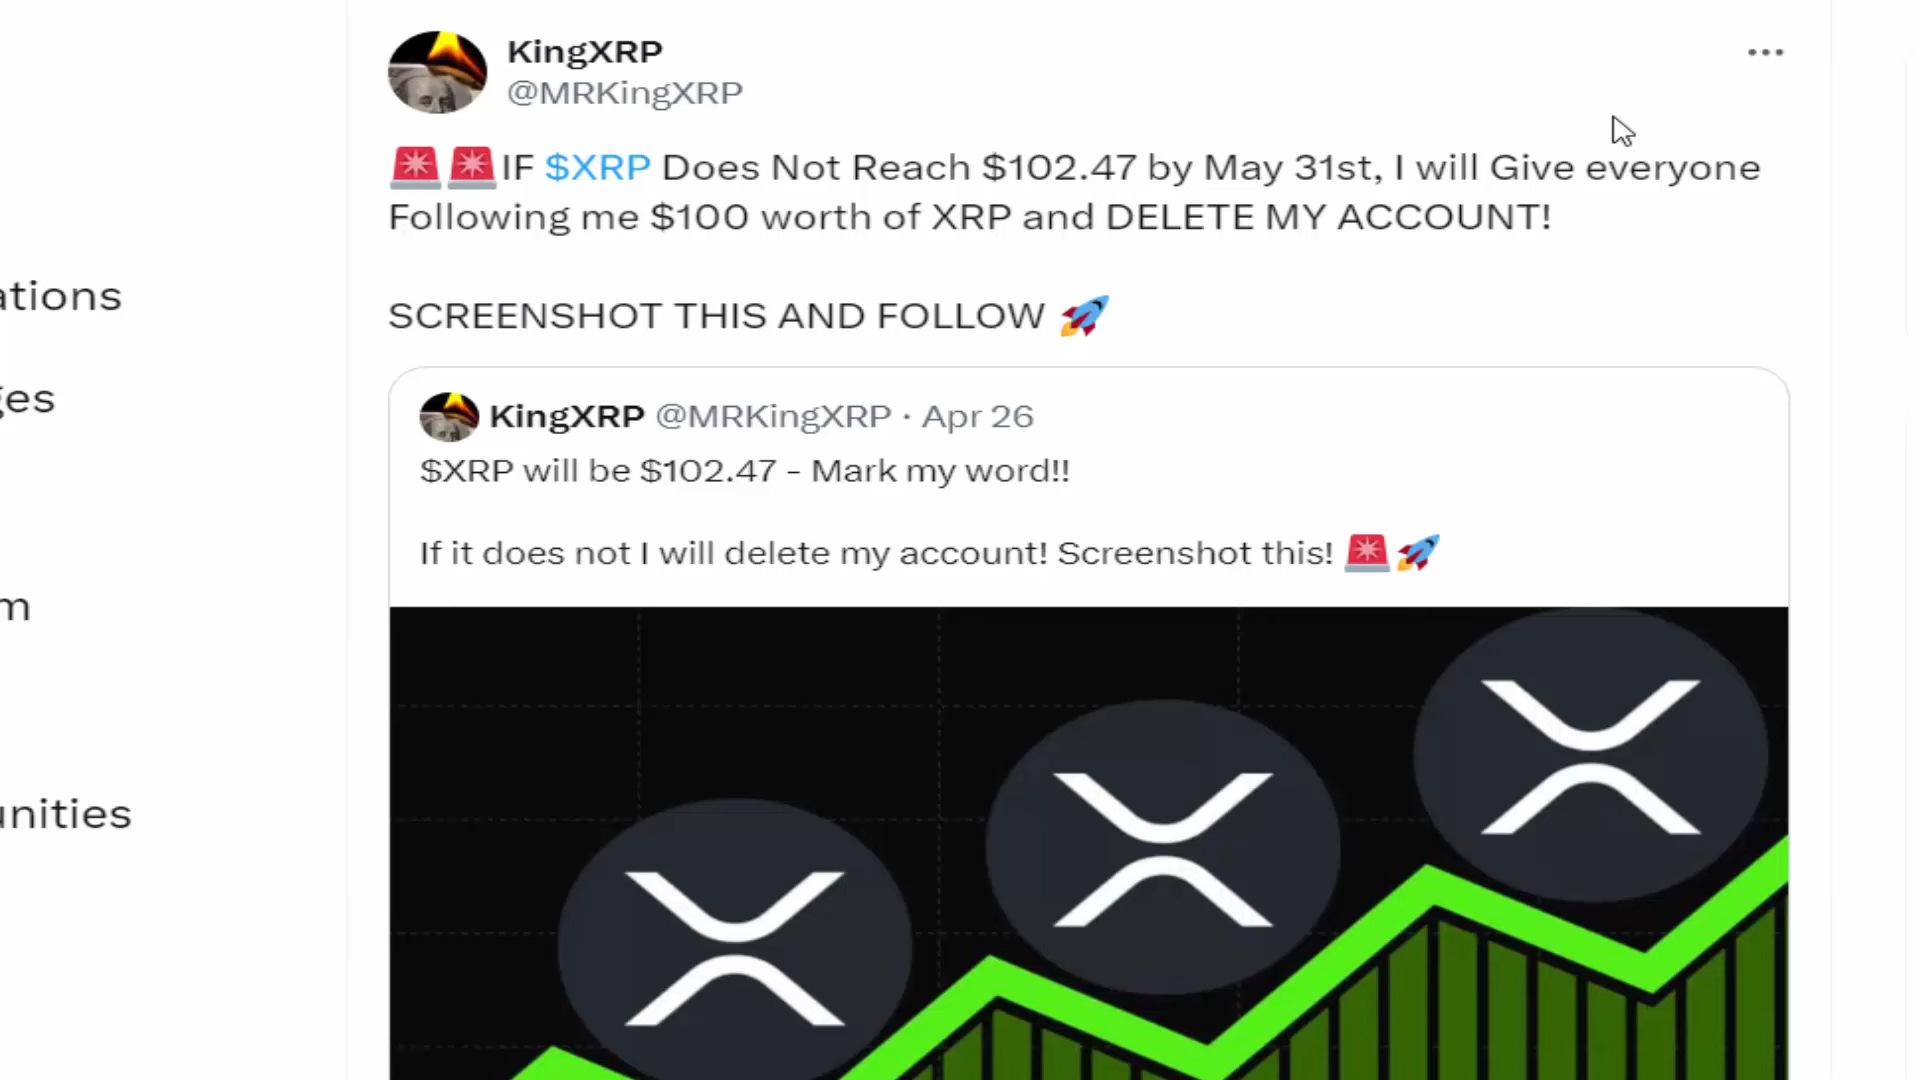 KingXRP
@MRKingXRP
🚨🚨IF $XRP Does Not Reach $102.47 by May 31st, I will Give everyone
Following me $100 worth of XRP and DELETE MY ACCOUNT!
SCREENSHOT THIS AND FOLLOW 🚀
KingXRP @MRKingXRP · Apr 26
$XRP will be $102.47 - Mark my word!!
If it does not I will delete my account! Screenshot this! 🚨🚀
ations
ges
m
unities